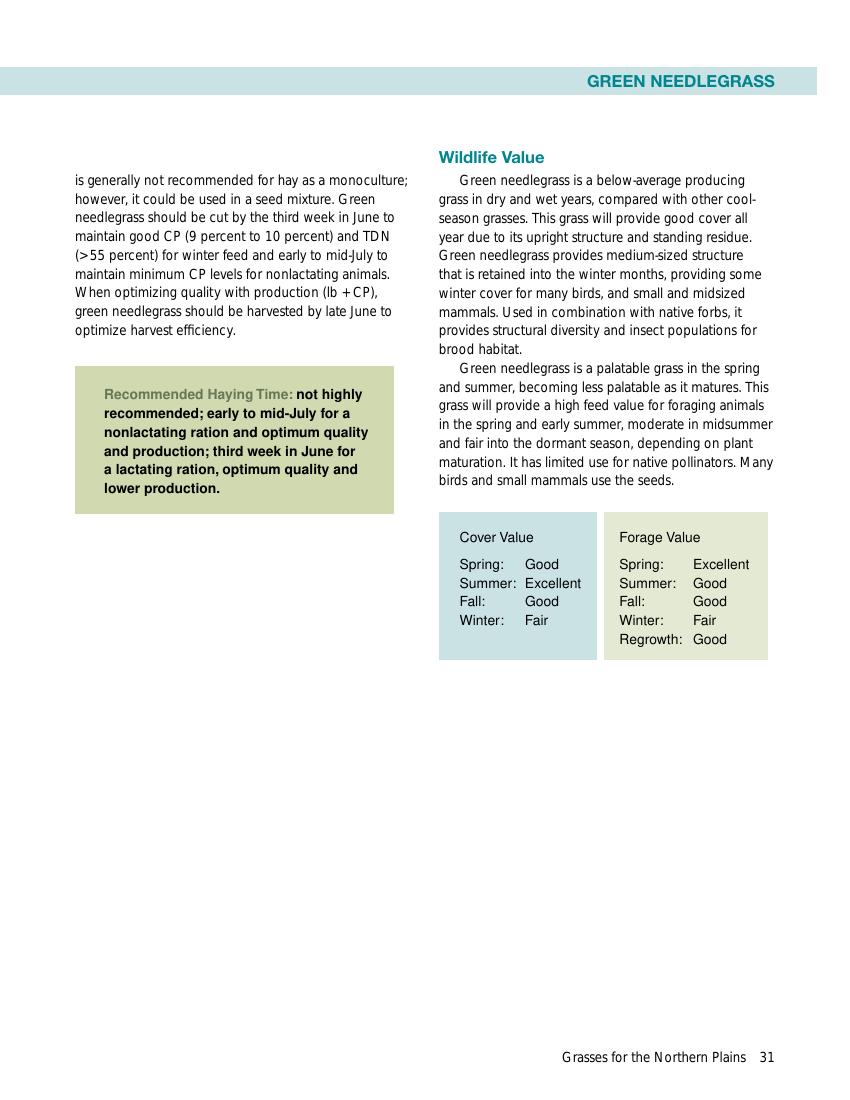 GREEN NEEDLEGRASS
is generally not recommended for hay as a monoculture;
however, it could be used in a seed mixture. Green
needlegrass should be cut by the third week in June to
maintain good CP (9 percent to 10 percent) and TDN
(>55 percent) for winter feed and early to mid-July to
maintain minimum CP levels for nonlactating animals.
When optimizing quality with production (lb + CP),
green needlegrass should be harvested by late June to
optimize harvest efficiency.
Recommended Haying Time: not highly
recommended; early to mid-July for a
nonlactating ration and optimum quality
and production; third week in June for
a lactating ration, optimum quality and
lower production.
Wildlife Value
Green needlegrass is a below-average producing
grass in dry and wet years, compared with other cool-
season grasses. This grass will provide good cover all
year due to its upright structure and standing residue.
Green needlegrass provides medium-sized structure
that is retained into the winter months, providing some
winter cover for many birds, and small and midsized
mammals. Used in combination with native forbs, it
provides structural diversity and insect populations for
brood habitat.
Green needlegrass is a palatable grass in the spring
and summer, becoming less palatable as it matures. This
grass will provide a high feed value for foraging animals
in the spring and early summer, moderate in midsummer
and fair into the dormant season, depending on plant
maturation. It has limited use for native pollinators. Many
birds and small mammals use the seeds.
Cover Value
Spring: Good
Summer: Excellent
Fall: Good
Winter: Fair
Forage Value
Spring: Excellent
Summer: Good
Fall: Good
Winter: Fair
Regrowth: Good
Grasses for the Northern Plains 31